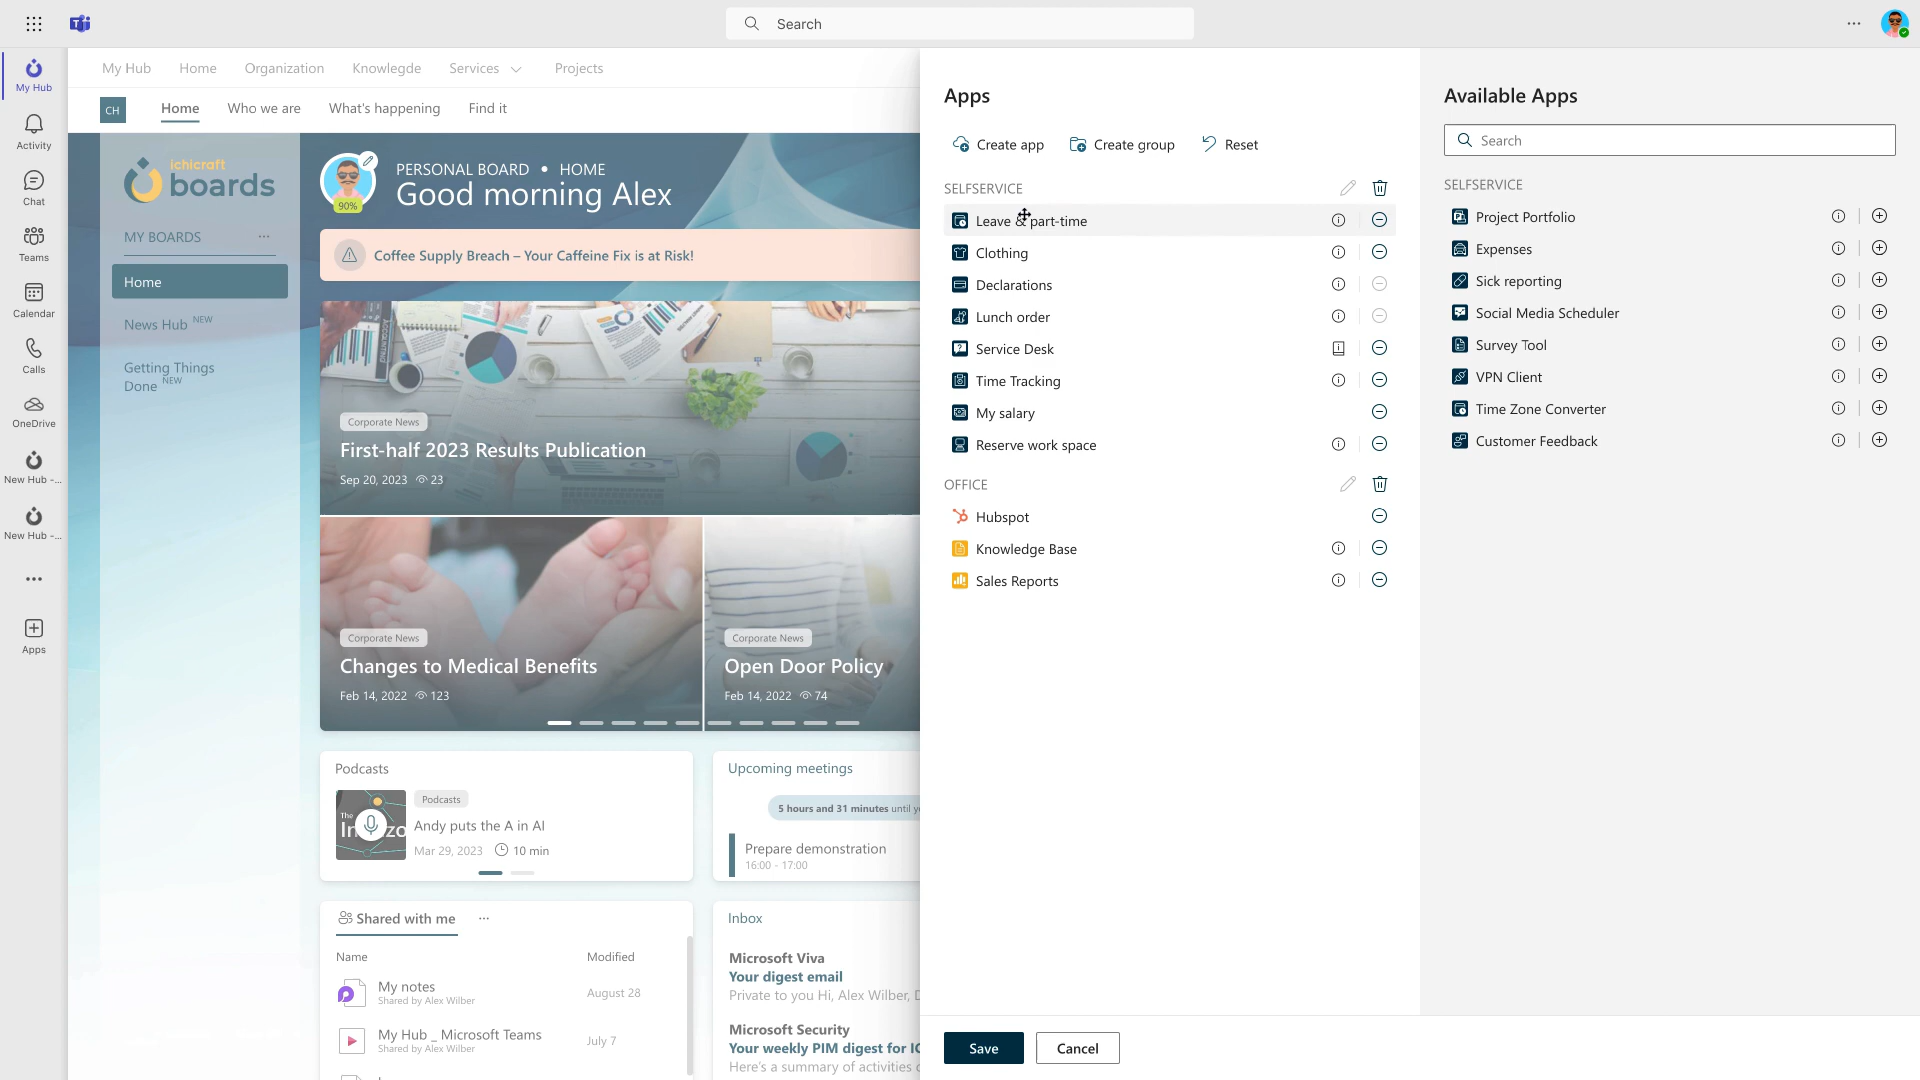 Search
My Hub
Activity
Chat
Teams
Calendar
Calls
OneDrive
New Hub -...
New Hub -...
Apps
My Hub Home Organization Knowlegde Services Projects
CH Home Who we are What's happening Find it
ichicraft
boards
MY BOARDS
Home
News Hub NEW
Getting Things
Done NEW
90%
PERSONAL BOARD • HOME
Good morning Alex
Coffee Supply Breach – Your Caffeine Fix is at Risk!
Corporate News
First-half 2023 Results Publication
Sep 20, 2023 23
Corporate News
Changes to Medical Benefits
Feb 14, 2022 123
Corporate News
Open Door Policy
Feb 14, 2022 74
Podcasts
Podcasts
The
Andy puts the A in AI
Mar 29, 2023 10 min
Upcoming meetings
5 hours and 31 minutes until
Prepare demonstration
16:00 - 17:00
Shared with me
Name Modified
My notes August 28
Shared by Alex Wilber
My Hub _ Microsoft Teams July 7
Shared by Alex Wilber
Inbox
Microsoft Viva
Your digest email
Private to you Hi, Alex Wilber,
Microsoft Security
Your weekly PIM digest for
Here's a summary of activities
Apps
Create app Create group Reset
SELFSERVICE
Leave & part-time
Clothing
Declarations
Lunch order
Service Desk
Time Tracking
My salary
Reserve work space
OFFICE
Hubspot
Knowledge Base
Sales Reports
Save Cancel
Available Apps
Search
SELFSERVICE
Project Portfolio
Expenses
Sick reporting
Social Media Scheduler
Survey Tool
VPN Client
Time Zone Converter
Customer Feedback